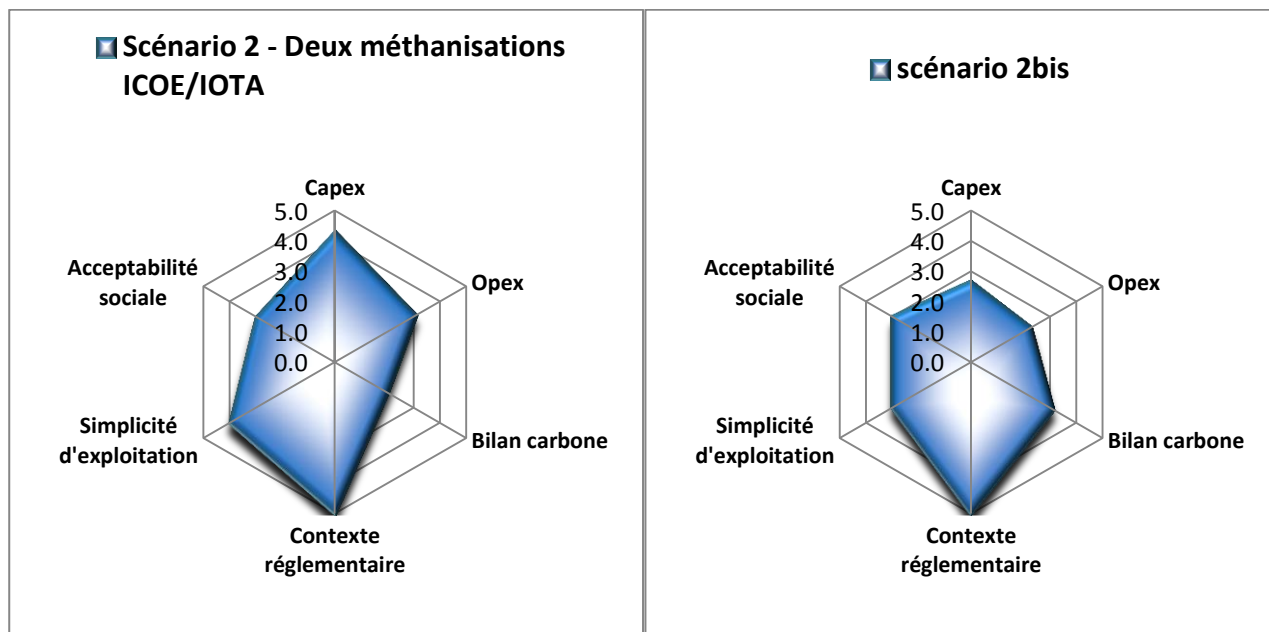 Scénario 2 - Deux méthanisations
ICOE/IOTA
Capex
5.0
4.0
3.0
2.0
1.0
0.0
Opex
Bilan carbone
Contexte
réglementaire
Simplicité
d'exploitation
Acceptabilité
sociale
scénario 2bis
Capex
5.0
4.0
3.0
2.0
1.0
0.0
Opex
Bilan carbone
Contexte
réglementaire
Simplicité
d'exploitation
Acceptabilité
sociale